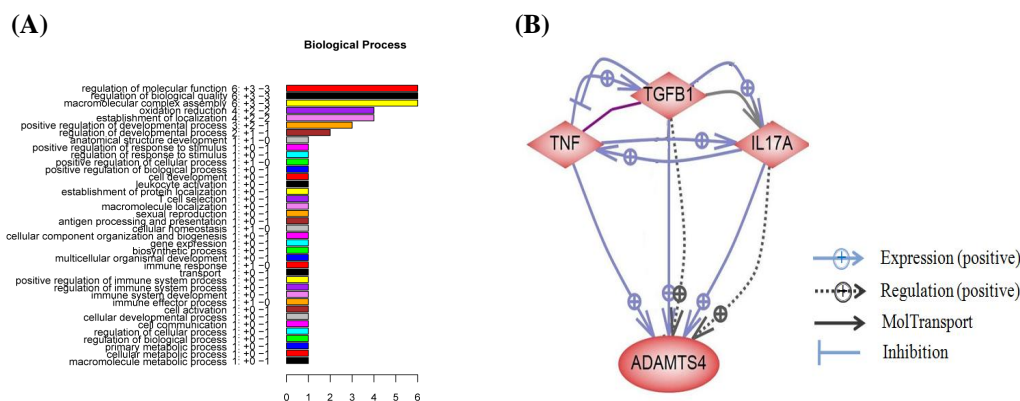 (A)
Biological Process
regulation of molecular function 6: +3 −3
regulation of biological quality 6: +3 −3
macromolecular complex assembly 6: +3 −3
oxidation reduction 4: +2 −2
establishment of localization 4: +2 −2
positive regulation of developmental process 3: +2 −1
regulation of developmental process 2: +1 −1
anatomical structure development 1: +1 −0
positive regulation of response to stimulus 1: +0 −1
regulation of response to stimulus 1: +0 −1
positive regulation of cellular process 1: +1 −0
positive regulation of biological process 1: +0 −1
cell development 1: +0 −1
leukocyte activation 1: +0 −1
establishment of protein localization 1: +0 −1
T cell selection 1: +0 −1
macromolecule localization 1: +0 −1
sexual reproduction 1: +0 −1
antigen processing and presentation 1: +0 −1
cellular homeostasis 1: +1 −0
cellular component organization and biogenesis 1: +0 −1
gene expression 1: +0 −1
biosynthetic process 1: +0 −1
multicellular organismal development 1: +0 −1
immune response 1: +1 −0
transport 1: +0 −1
positive regulation of immune system process 1: +0 −1
regulation of immune system process 1: +0 −1
immune system development 1: +0 −1
immune effector process 1: +1 −0
cell activation 1: +0 −1
cellular developmental process 1: +0 −1
cell communication 1: +0 −1
regulation of cellular process 1: +0 −1
regulation of biological process 1: +0 −1
primary metabolic process 1: +0 −1
cellular metabolic process 1: +0 −1
macromolecule metabolic process 1: +0 −1
0 1 2 3 4 5 6
(B)
TGFB1
TNF
IL17A
ADAMTS4
Expression (positive)
Regulation (positive)
MolTransport
Inhibition